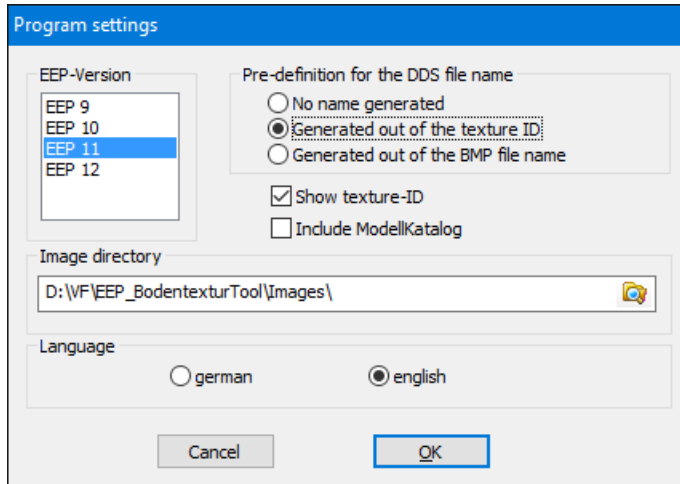 Program settings
EEP-Version
EEP 9
EEP 10
EEP 11
EEP 12
Pre-definition for the DDS file name
No name generated
Generated out of the texture ID
Generated out of the BMP file name
Show texture-ID
Include ModellKatalog
Image directory
D:\VF\EEP_BodentexturTool\Images\
Language
german
english
Cancel
OK